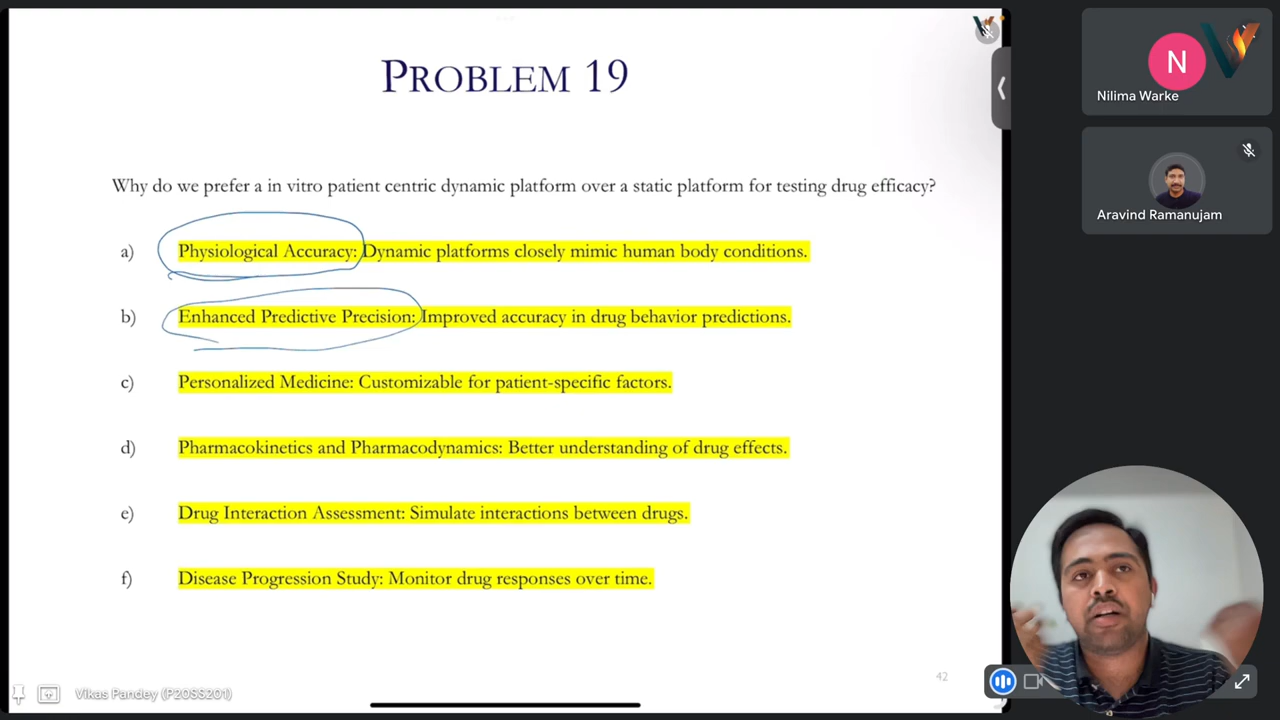 PROBLEM 19
Why do we prefer a in vitro patient centric dynamic platform over a static platform for testing drug efficacy?
a) Physiological Accuracy: Dynamic platforms closely mimic human body conditions.
b) Enhanced Predictive Precision: Improved accuracy in drug behavior predictions.
c) Personalized Medicine: Customizable for patient-specific factors.
d) Pharmacokinetics and Pharmacodynamics: Better understanding of drug effects.
e) Drug Interaction Assessment: Simulate interactions between drugs.
f) Disease Progression Study: Monitor drug responses over time.
42
Vikas Pandey (P20SS201)
N
Nilima Warke
Aravind Ramanujam